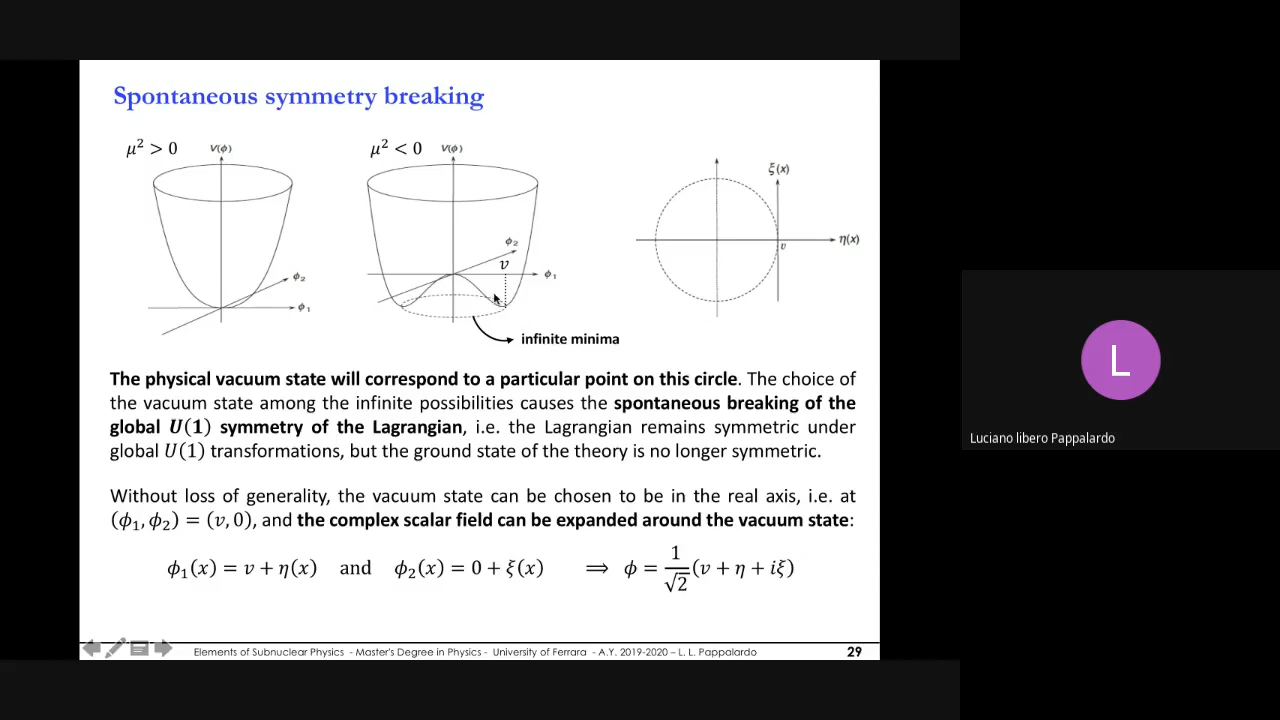 Spontaneous symmetry breaking
μ² > 0
V(ϕ)
ϕ₂
ϕ₁
μ² < 0
V(ϕ)
ϕ₂
v
ϕ₁
infinite minima
ξ(x)
η(x)
v
The physical vacuum state will correspond to a particular point on this circle. The choice of
the vacuum state among the infinite possibilities causes the spontaneous breaking of the
global U(1) symmetry of the Lagrangian, i.e. the Lagrangian remains symmetric under
global U(1) transformations, but the ground state of the theory is no longer symmetric.
Without loss of generality, the vacuum state can be chosen to be in the real axis, i.e. at
(ϕ₁, ϕ₂) = (v, 0), and the complex scalar field can be expanded around the vacuum state:
ϕ₁(x) = v + η(x) and ϕ₂(x) = 0 + ξ(x) ⟹ ϕ = 1/√2 (v + η + iξ)
Elements of Subnuclear Physics - Master's Degree in Physics - University of Ferrara - A.Y. 2019-2020 – L. L. Pappalardo
29
L
Luciano libero Pappalardo